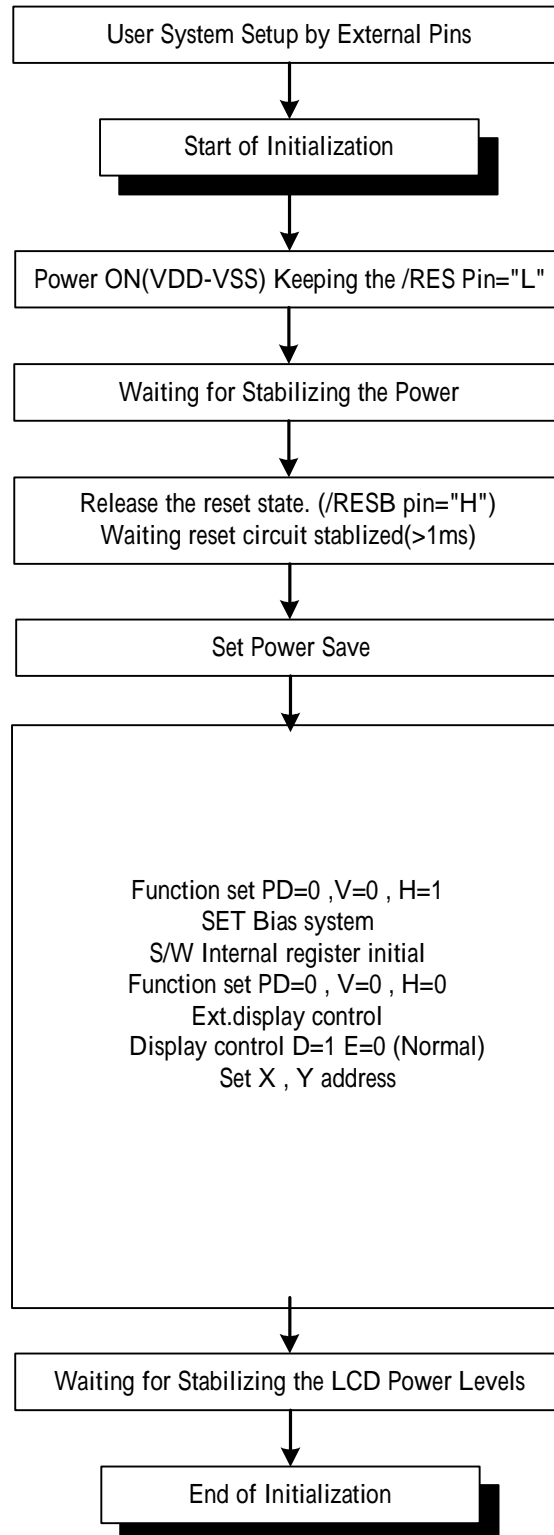 User System Setup by External Pins
Start of Initialization
Power ON(VDD-VSS) Keeping the /RES Pin="L"
Waiting for Stabilizing the Power
Release the reset state. (/RESB pin="H")
Waiting reset circuit stablized(>1ms)
Set Power Save
Function set PD=0 ,V=0 , H=1
SET Bias system
S/W Internal register initial
Function set PD=0 , V=0 , H=0
Ext.display control
Display control D=1 E=0 (Normal)
Set X , Y address
Waiting for Stabilizing the LCD Power Levels
End of Initialization